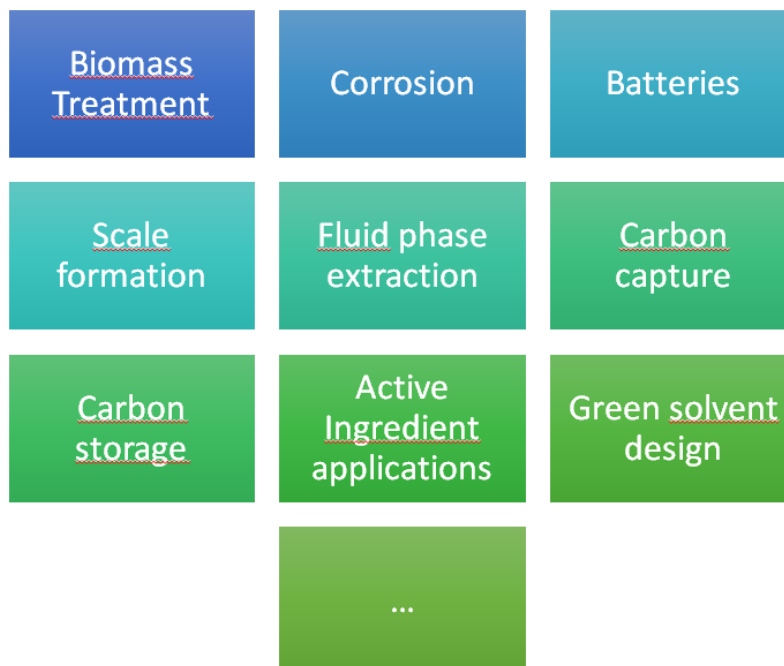 Biomass
Treatment
Corrosion
Batteries
Scale
formation
Fluid phase
extraction
Carbon
capture
Carbon
storage
Active
Ingredient
applications
Green solvent
design
...